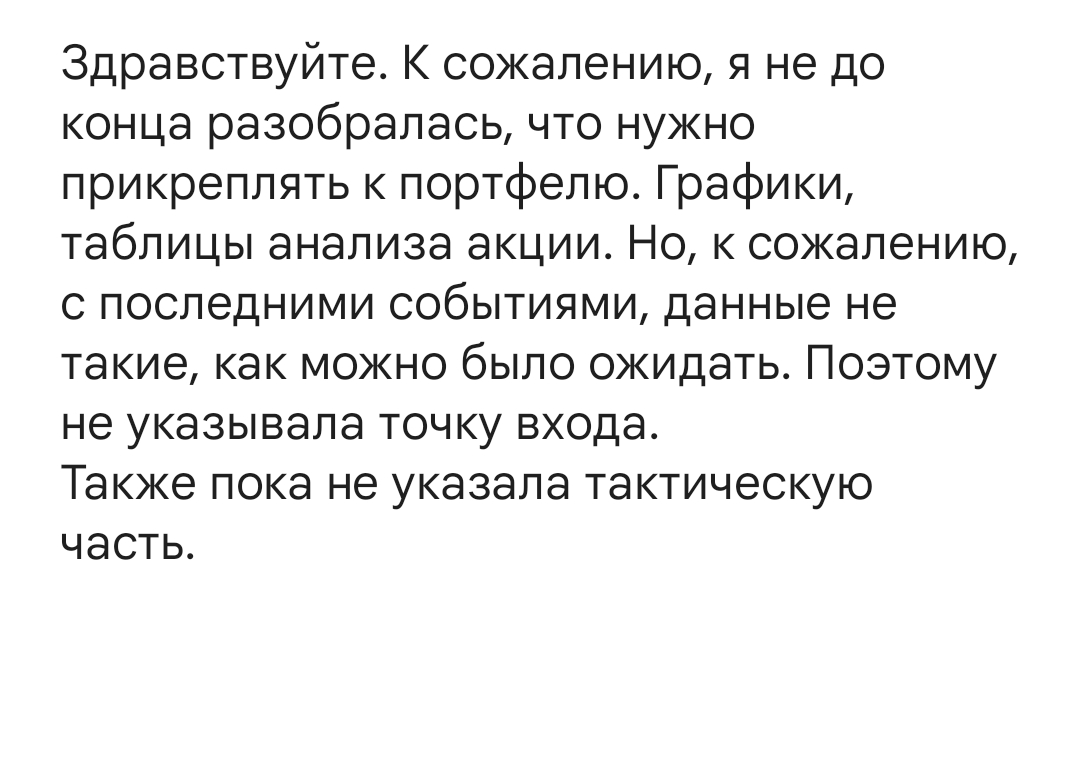 Здравствуйте. К сожалению, я не до
конца разобралась, что нужно
прикреплять к портфелю. Графики,
таблицы анализа акции. Но, к сожалению,
с последними событиями, данные не
такие, как можно было ожидать. Поэтому
не указывала точку входа.
Также пока не указала тактическую
часть.